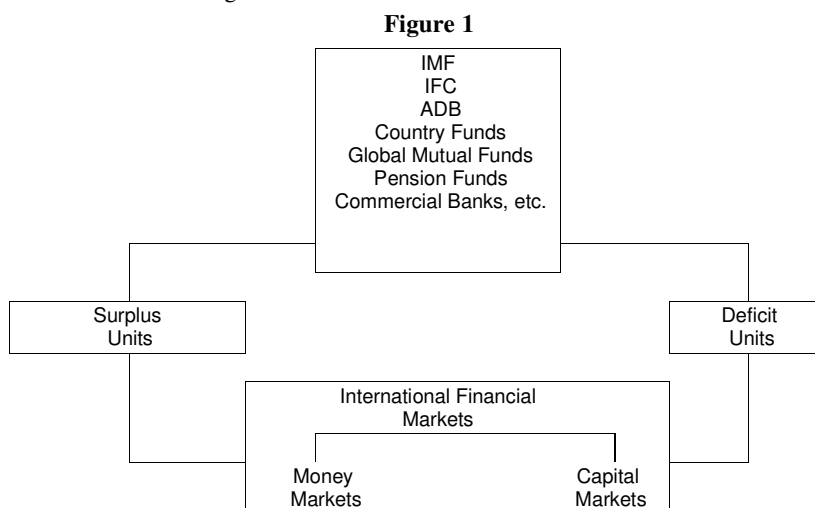 Figure 1
IMF
IFC
ADB
Country Funds
Global Mutual Funds
Pension Funds
Commercial Banks, etc.
Surplus
Units
Deficit
Units
International Financial
Markets
Money
Markets
Capital
Markets